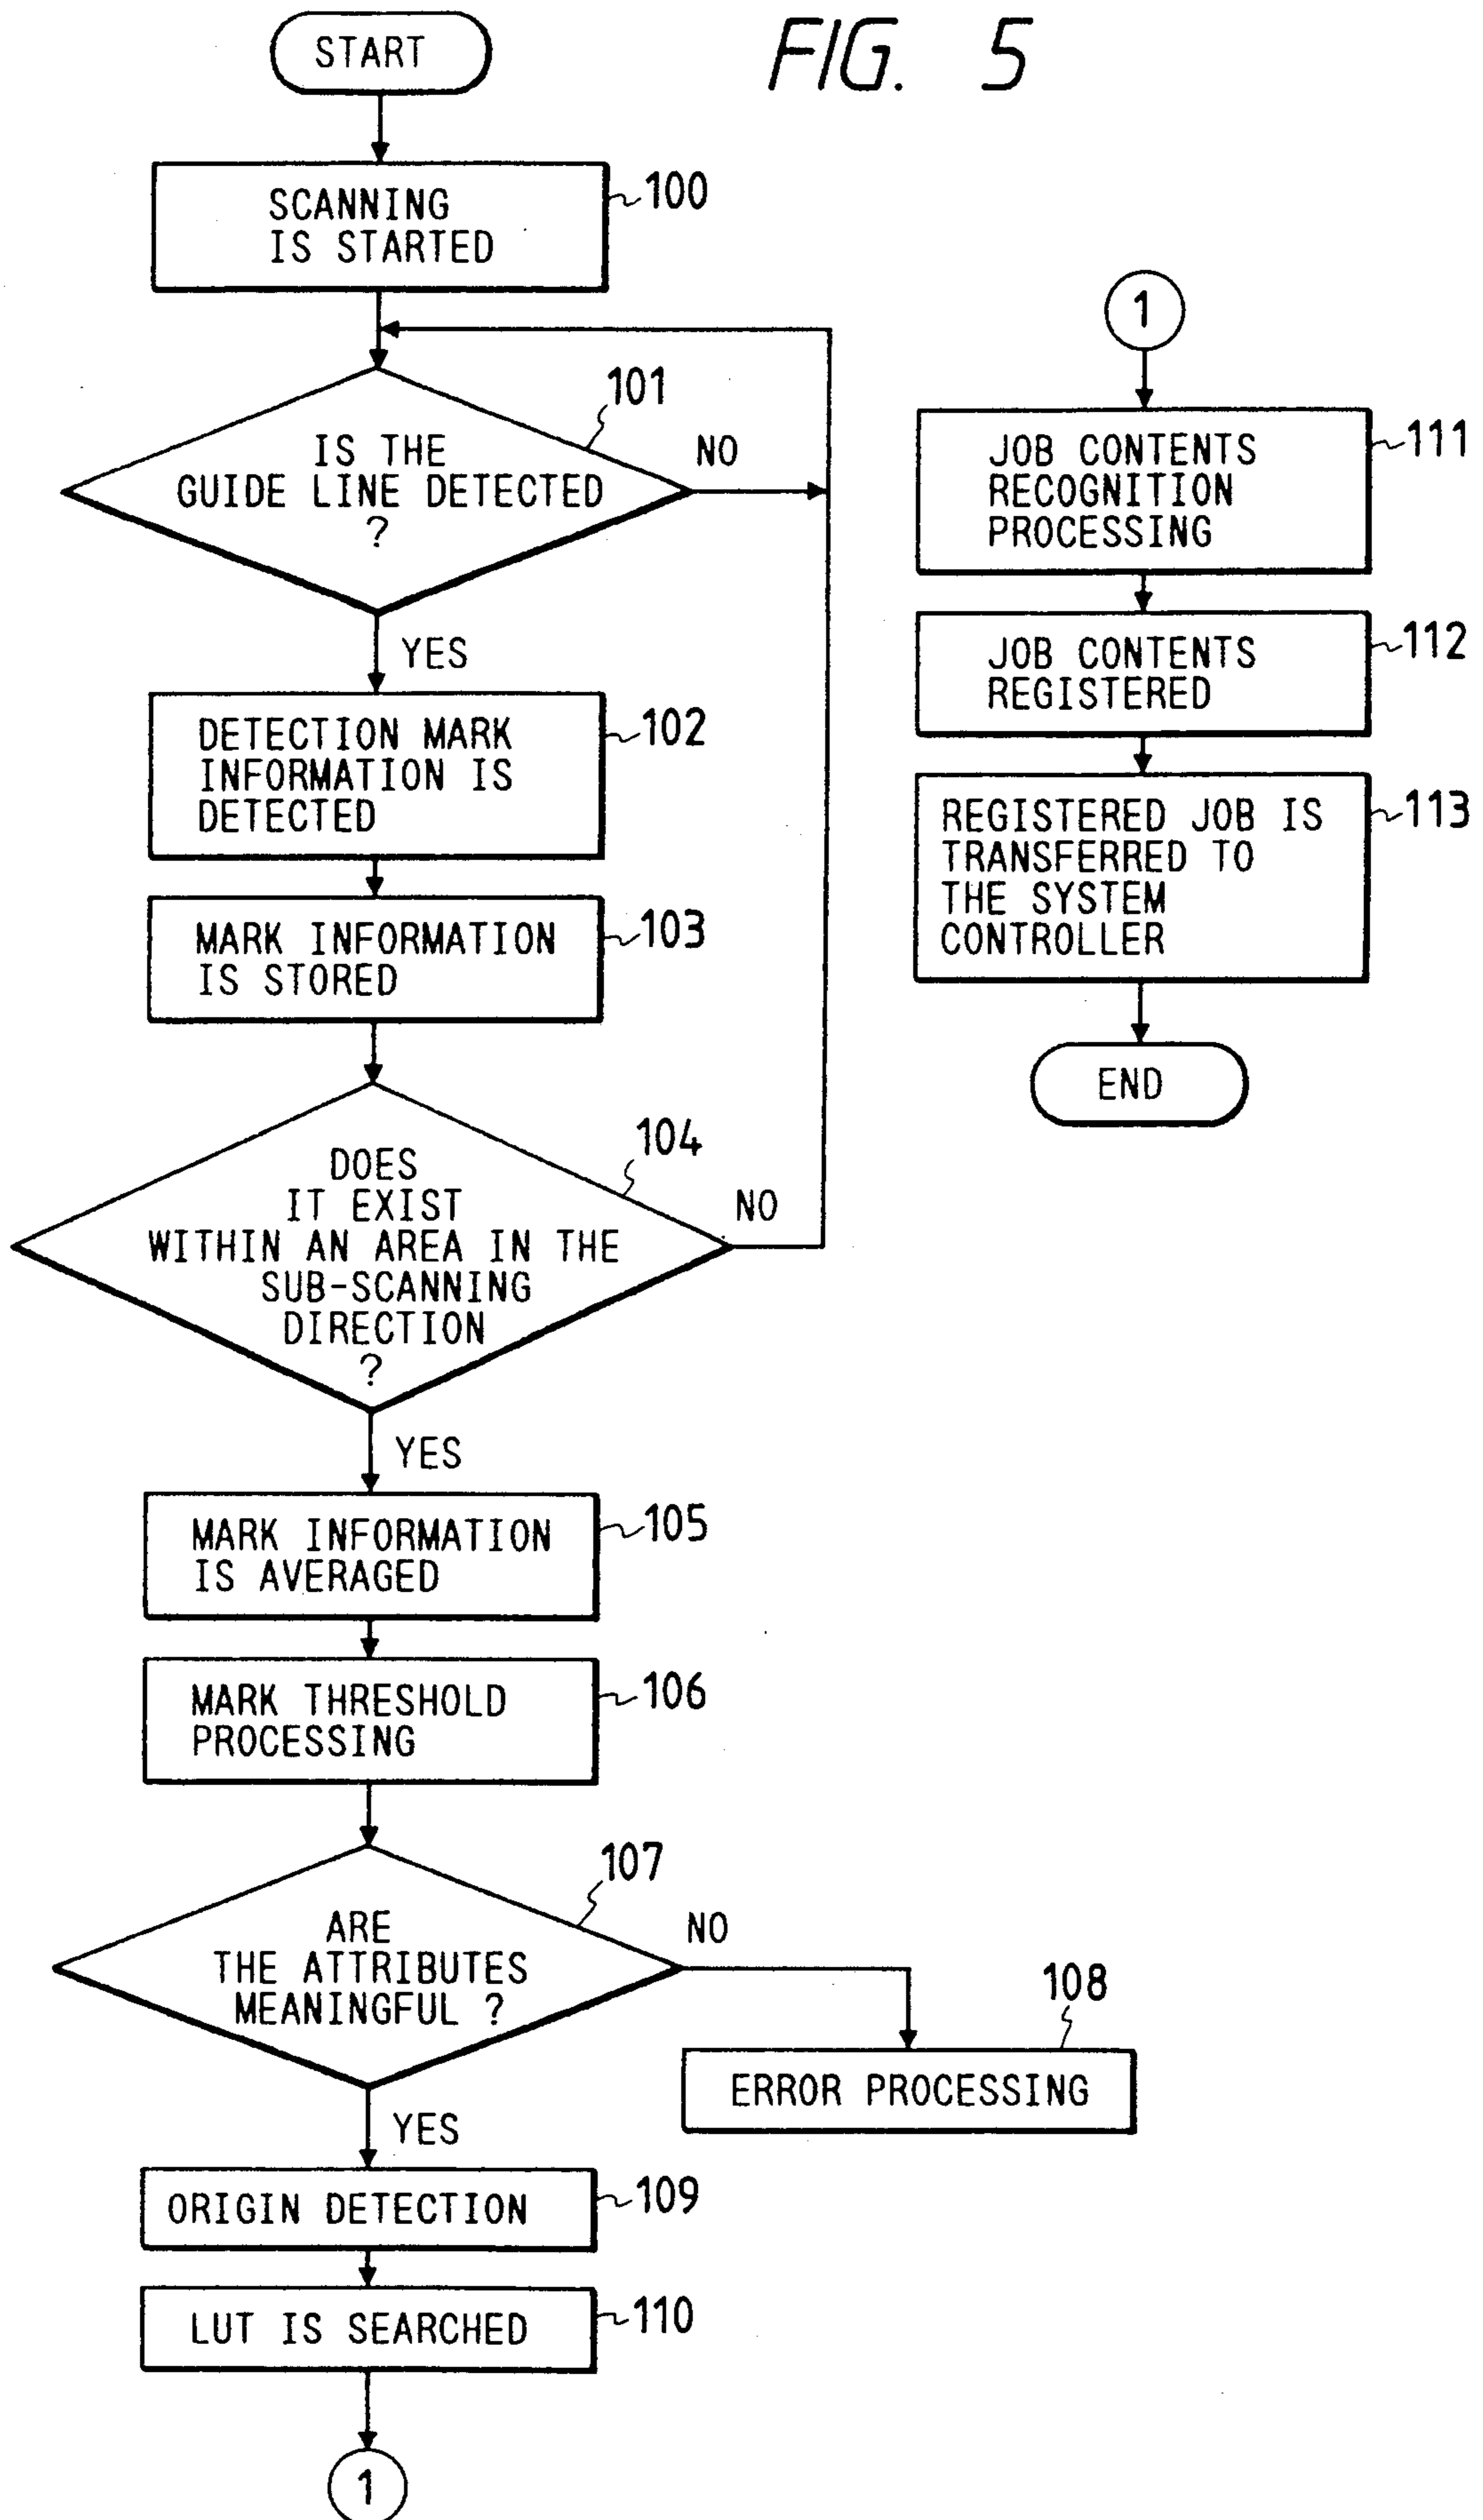 FIG. 5
START
SCANNING
IS STARTED
100
101
IS THE
GUIDE LINE DETECTED
?
NO
YES
DETECTION MARK
INFORMATION IS
DETECTED
102
MARK INFORMATION
IS STORED
103
104
DOES
IT EXIST
WITHIN AN AREA IN THE
SUB-SCANNING
DIRECTION
?
NO
YES
MARK INFORMATION
IS AVERAGED
105
MARK THRESHOLD
PROCESSING
106
107
ARE
THE ATTRIBUTES
MEANINGFUL ?
NO
108
ERROR PROCESSING
YES
ORIGIN DETECTION
109
LUT IS SEARCHED
110
1
1
JOB CONTENTS
RECOGNITION
PROCESSING
111
JOB CONTENTS
REGISTERED
112
REGISTERED JOB IS
TRANSFERRED TO
THE SYSTEM
CONTROLLER
113
END